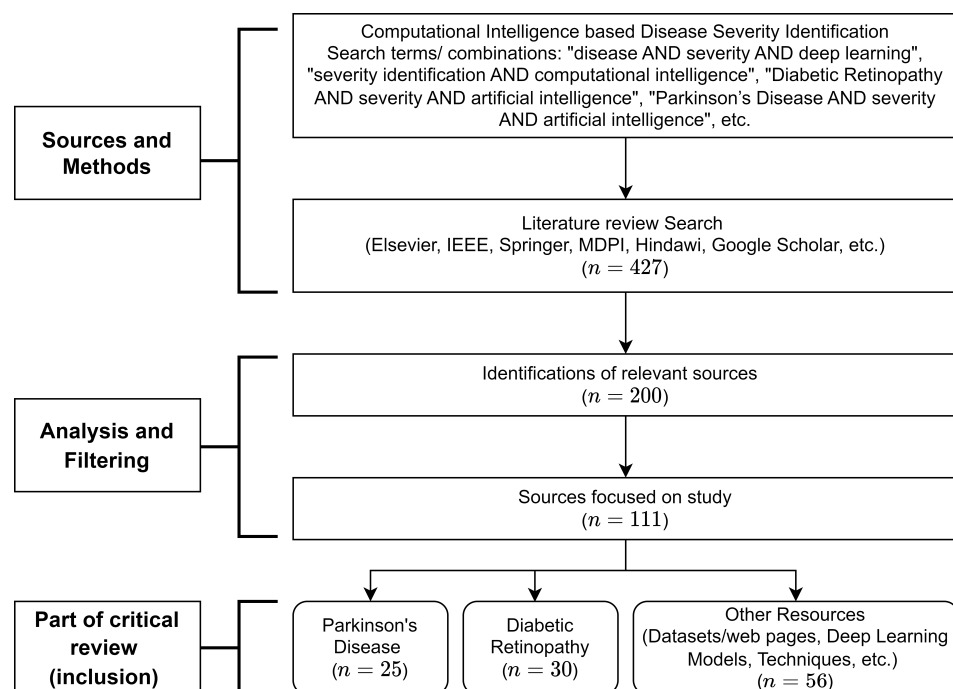 Computational Intelligence based Disease Severity Identification
Search terms/ combinations: "disease AND severity AND deep learning",
"severity identification AND computational intelligence", "Diabetic Retinopathy
AND severity AND artificial intelligence", "Parkinson's Disease AND severity
AND artificial intelligence", etc.
Sources and
Methods
Literature review Search
(Elsevier, IEEE, Springer, MDPI, Hindawi, Google Scholar, etc.)
(n = 427)
Identifications of relevant sources
(n = 200)
Analysis and
Filtering
Sources focused on study
(n = 111)
Part of critical
review
(inclusion)
Parkinson's
Disease
(n = 25)
Diabetic
Retinopathy
(n = 30)
Other Resources
(Datasets/web pages, Deep Learning
Models, Techniques, etc.)
(n = 56)